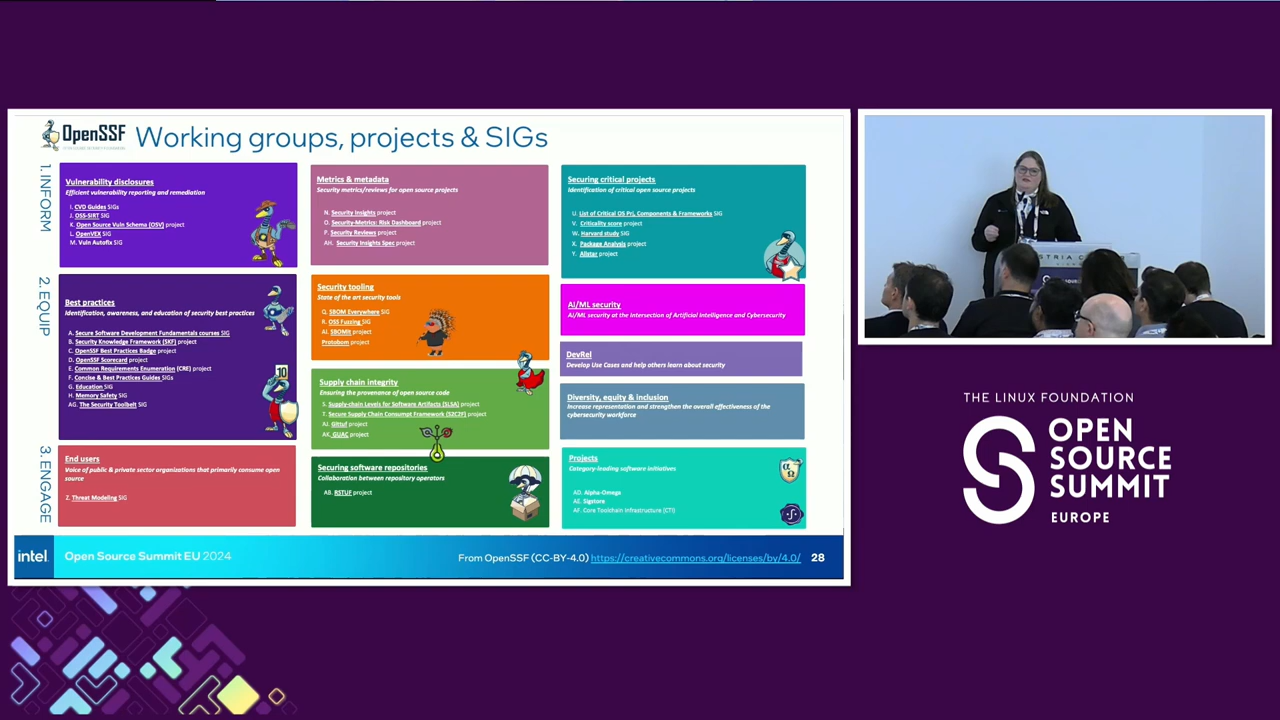 OpenSSF
Working groups, projects & SIGs
1. INFORM
2. EQUIP
3. ENGAGE
Vulnerability disclosures
Efficient vulnerability reporting and remediation
I. CVD Guides SIGs
J. OSS-SIRT SIG
K. Open Source Vuln Schema (OSV) project
L. OpenVEX SIG
M. Vuln Autofix SIG
Best practices
Identification, awareness, and education of security best practices
A. Secure Software Development Fundamentals courses SIG
B. Security Knowledge Framework (SKF) project
C. OpenSSF Best Practices Badge project
D. OpenSSF Scorecard project
E. Common Requirements Enumeration (CRE) project
F. Concise & Best Practices Guides SIGs
G. Education SIG
H. Memory Safety SIG
AG. The Security Toolbelt SIG
10
End users
Voice of public & private sector organizations that primarily consume open
source
Z. Threat Modeling SIG
Metrics & metadata
Security metrics/reviews for open source projects
N. Security Insights project
O. Security-Metrics: Risk Dashboard project
P. Security Reviews project
AH. Security Insights Spec project
Security tooling
State of the art security tools
Q. SBOM Everywhere SIG
R. OSS Fuzzing SIG
AI. SBOMit project
Protobom project
Supply chain integrity
Ensuring the provenance of open source code
S. Supply-chain Levels for Software Artifacts (SLSA) project
T. Secure Supply Chain Consumpt Framework (S2C2F) project
AJ. Gittuf project
AK. GUAC project
Securing software repositories
Collaboration between repository operators
AB. RSTUF project
Securing critical projects
Identification of critical open source projects
U. List of Critical OS Prj, Components & Frameworks SIG
V. Criticality score project
W. Harvard study SIG
X. Package Analysis project
Y. Allstar project
AI/ML security
AI/ML security at the intersection of Artificial Intelligence and Cybersecurity
DevRel
Develop Use Cases and help others learn about security
Diversity, equity & inclusion
Increase representation and strengthen the overall effectiveness of the
cybersecurity workforce
Projects
Category-leading software initiatives
AD. Alpha-Omega
AE. Sigstore
AF. Core Toolchain Infrastructure (CTI)
intel.
Open Source Summit EU 2024
From OpenSSF (CC-BY-4.0) https://creativecommons.org/licenses/by/4.0/ 28
THE LINUX FOUNDATION
OPEN
SOURCE
SUMMIT
EUROPE